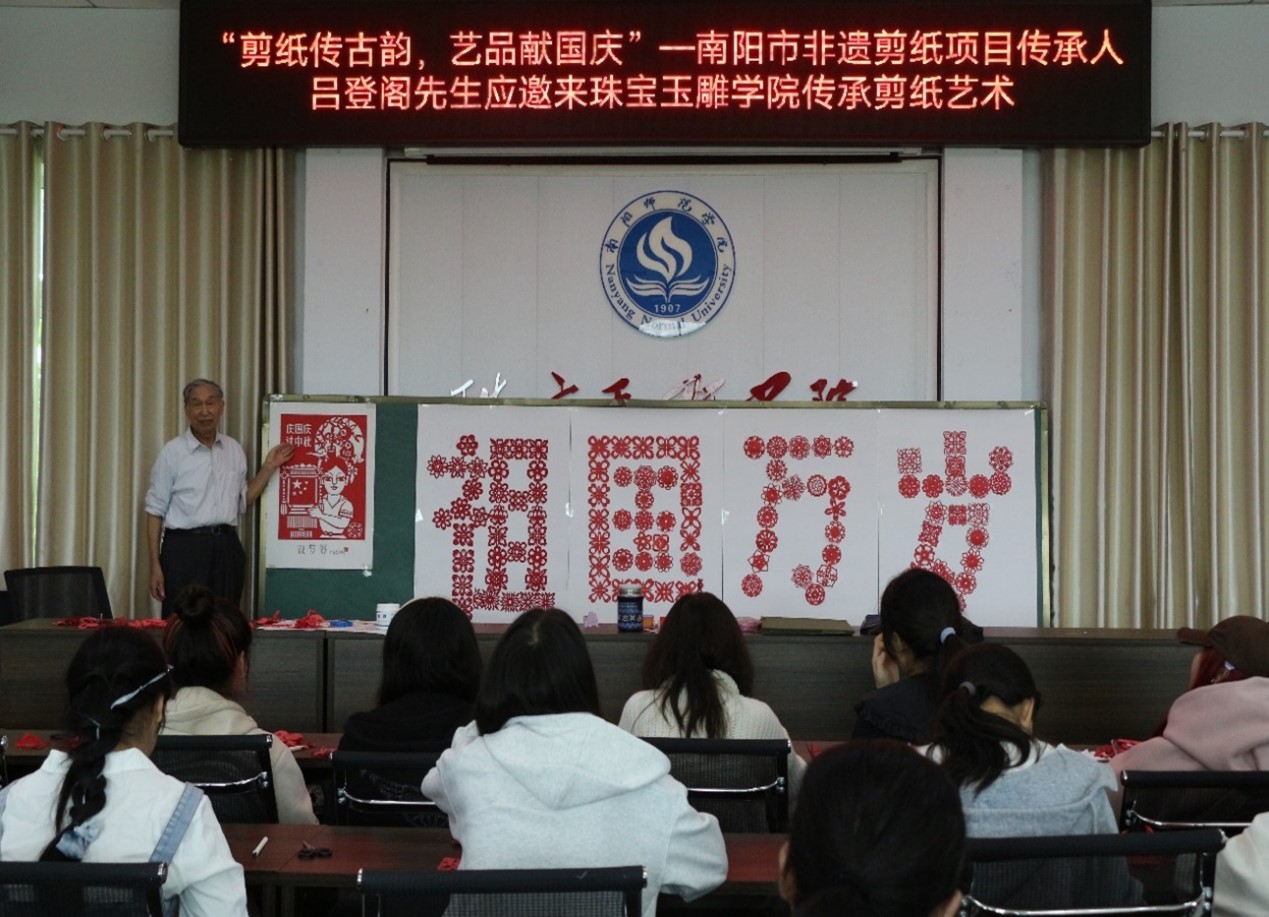 “剪纸传古韵，艺品献国庆”—南阳市非遗剪纸项目传承人
吕登阁先生应邀来珠宝玉雕学院传承剪纸艺术
南阳师范学院
1907
Nanyang Normal University
庆国庆
迎中秋
祖国万岁